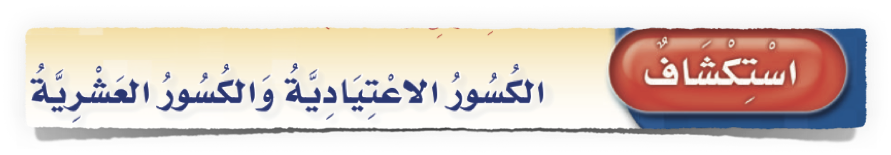 اسْتِكْشَافٌ
الكُسُورُ الاعْتِيَادِيَّةُ وَالكُسُورُ العَشْرِيَّةُ